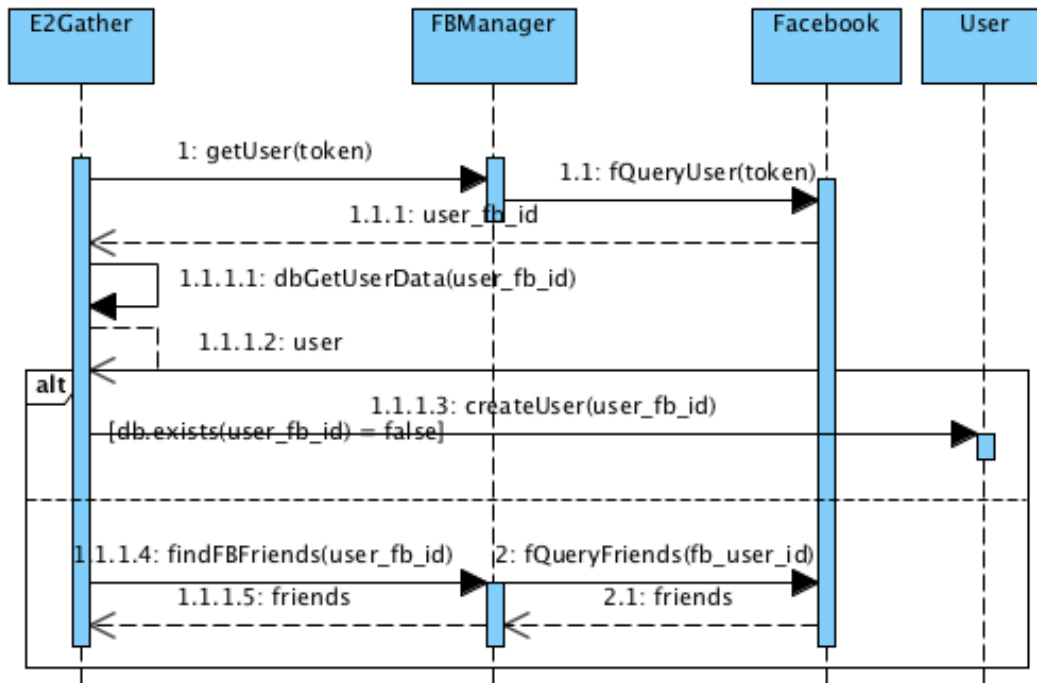 E2Gather
FBManager
Facebook
User
1: getUser(token)
1.1: fQueryUser(token)
1.1.1: user_fb_id
1.1.1.1: dbGetUserData(user_fb_id)
1.1.1.2: user
alt
1.1.1.3: createUser(user_fb_id)
[db.exists(user_fb_id) = false]
1.1.1.4: findFBFriends(user_fb_id)
2: fQueryFriends(fb_user_id)
1.1.1.5: friends
2.1: friends